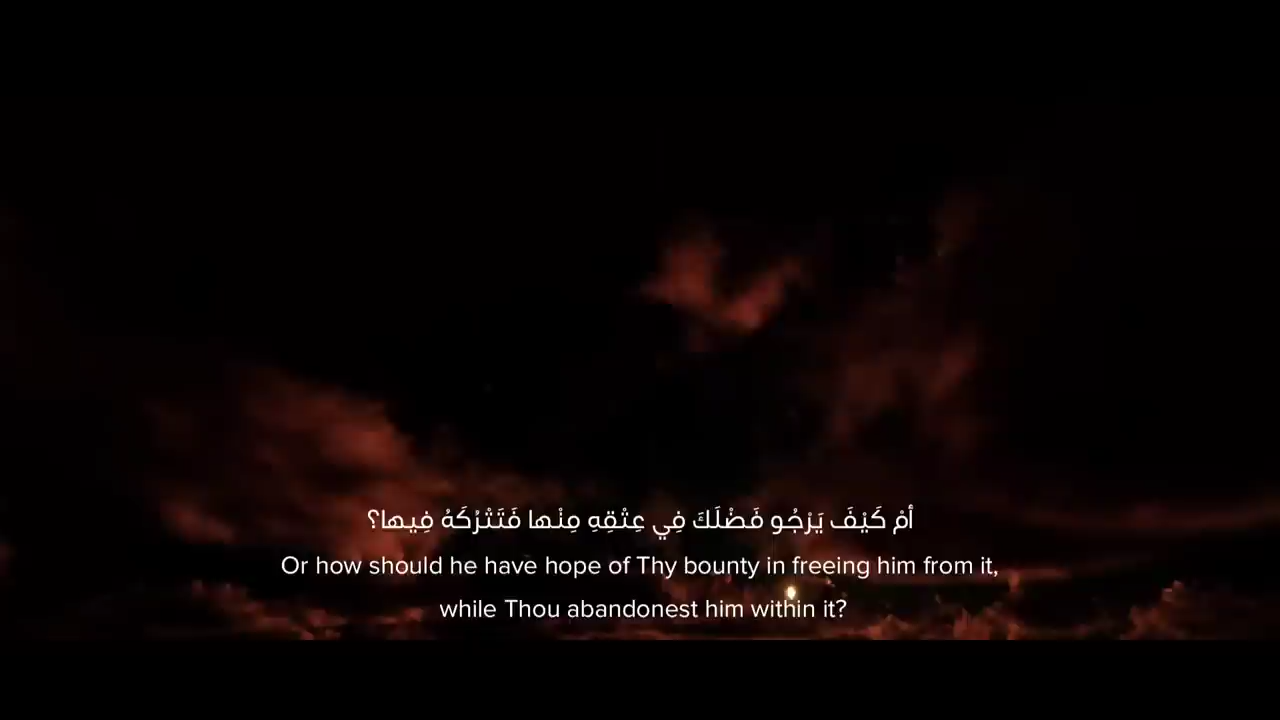 أمْ كَيْفَ يَرْجُو فَضْلَكَ فِي عِتْقِهِ مِنْها فَتَتْرُكَهُ فِيها؟
Or how should he have hope of Thy bounty in freeing him from it,
while Thou abandonest him within it?